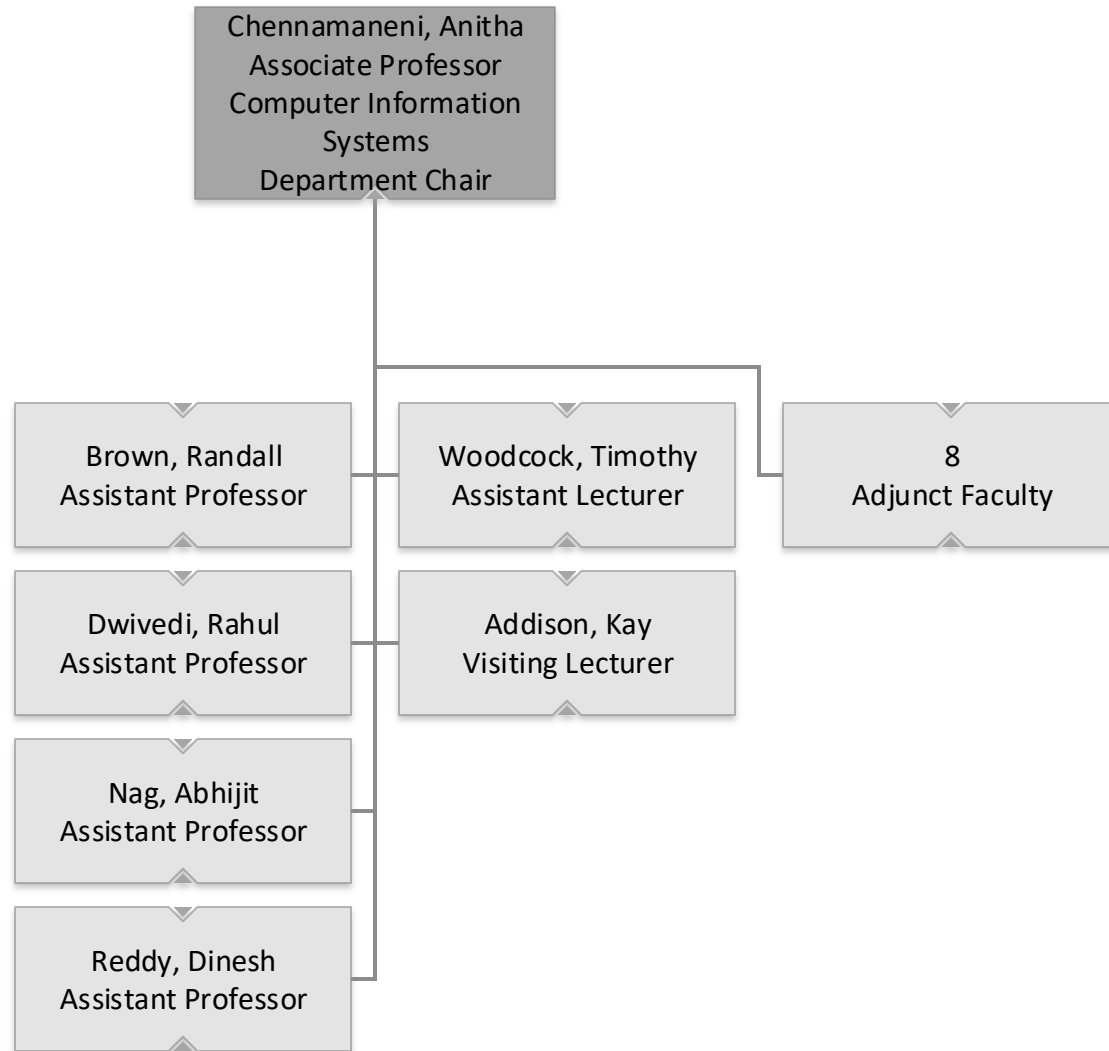 Chennamaneni, Anitha
Associate Professor
Computer Information
Systems
Department Chair
Brown, Randall
Assistant Professor
Woodcock, Timothy
Assistant Lecturer
8
Adjunct Faculty
Dwivedi, Rahul
Assistant Professor
Addison, Kay
Visiting Lecturer
Nag, Abhijit
Assistant Professor
Reddy, Dinesh
Assistant Professor